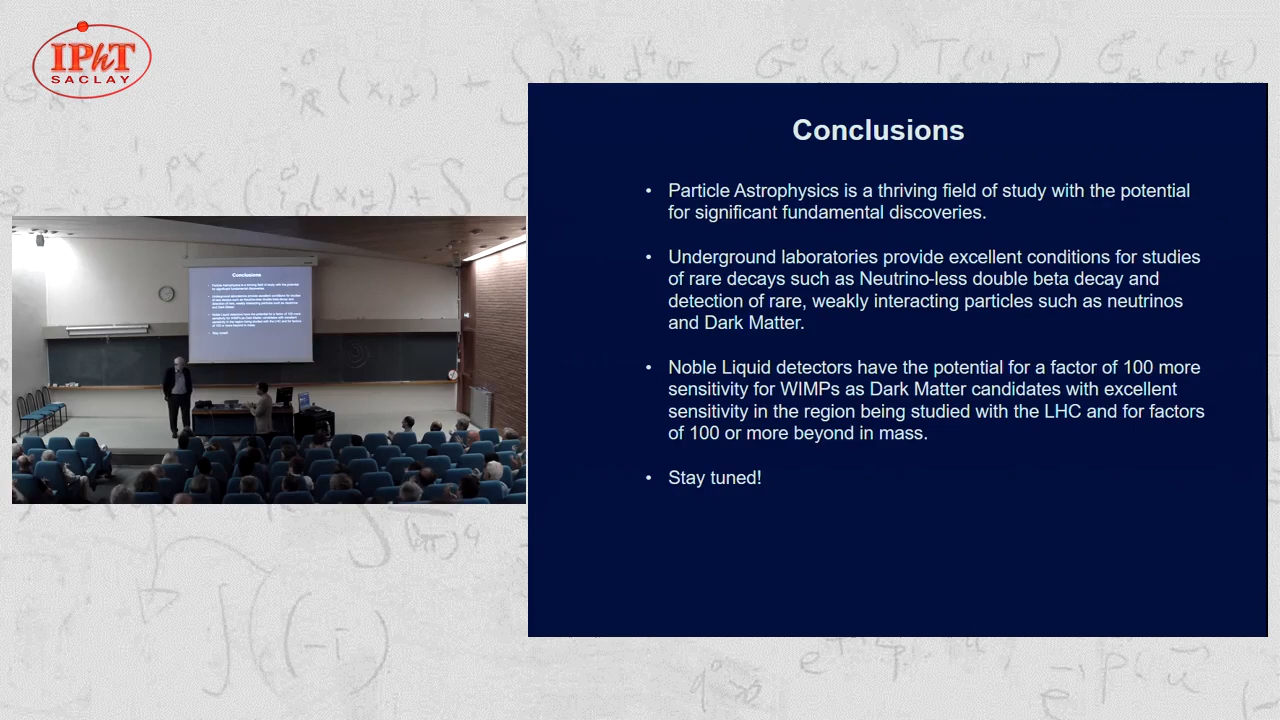 IPhT
SACLAY
Conclusions
• Particle Astrophysics is a thriving field of study with the potential
for significant fundamental discoveries.
• Underground laboratories provide excellent conditions for studies
of rare decays such as Neutrino-less double beta decay and
detection of rare, weakly interacting particles such as neutrinos
and Dark Matter.
• Noble Liquid detectors have the potential for a factor of 100 more
sensitivity for WIMPs as Dark Matter candidates with excellent
sensitivity in the region being studied with the LHC and for factors
of 100 or more beyond in mass.
• Stay tuned!
Conclusions